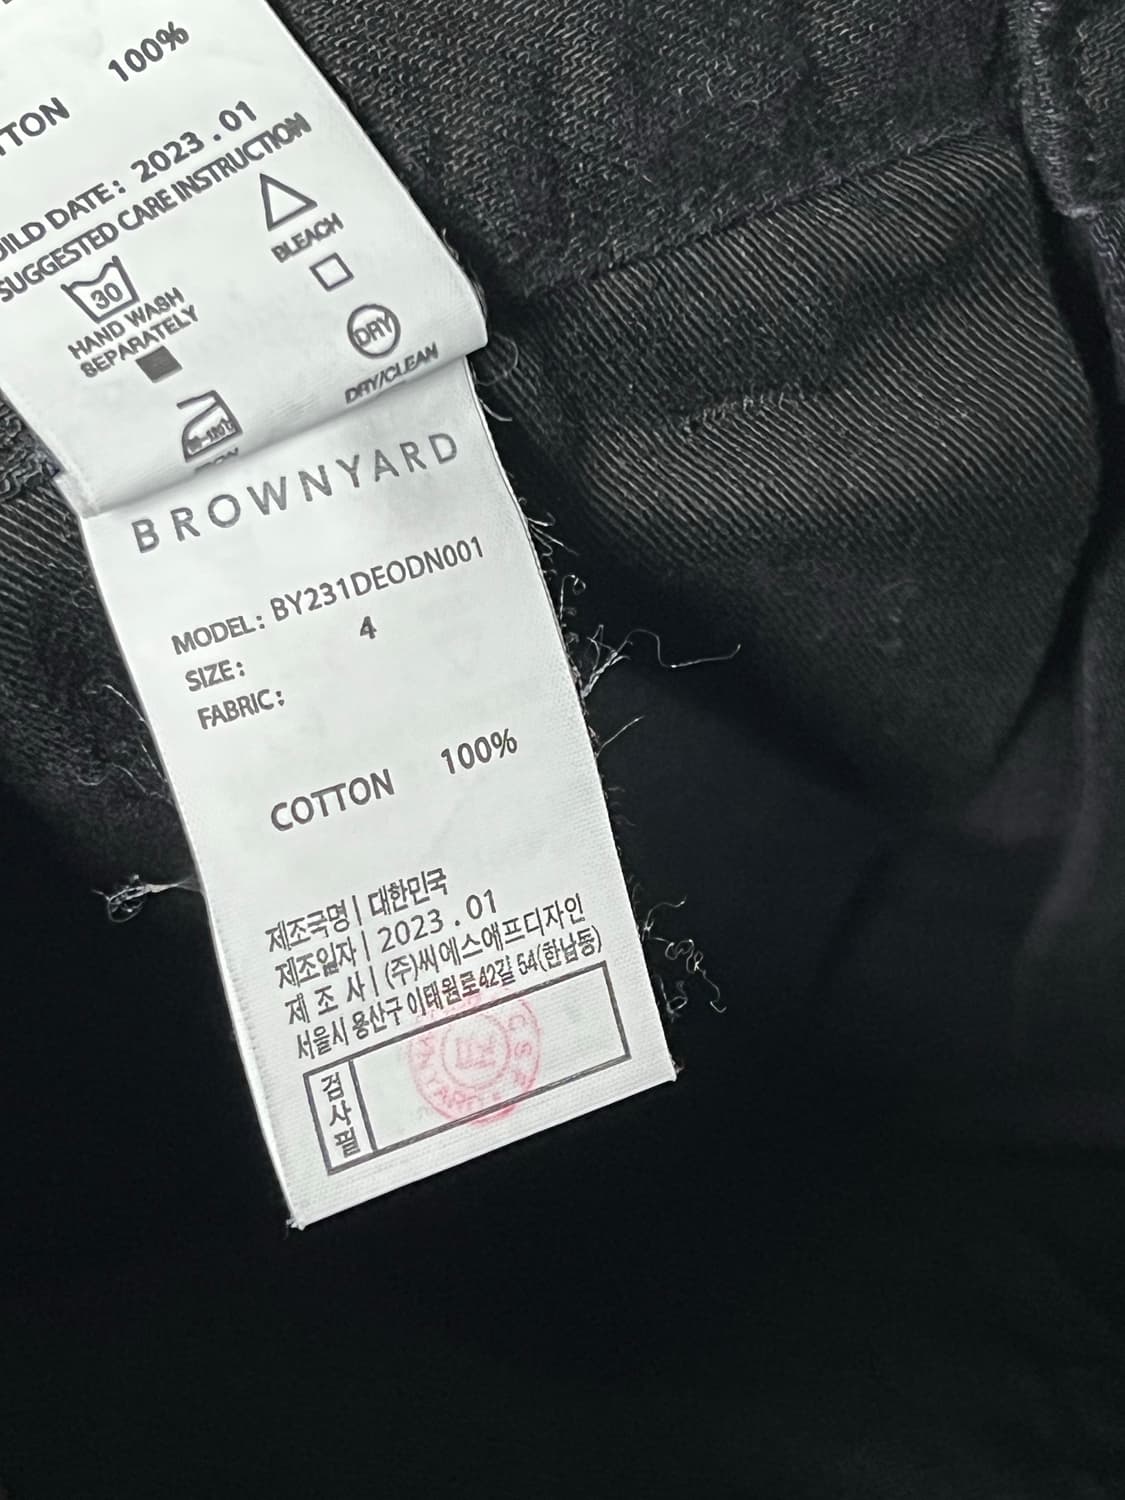 100%
TTON
UILD DATE: 2023 . 01
SUGGESTED CARE INSTRUCTION
30
HAND WASH
SEPARATELY
BLEACH
DRY
DRY/CLEAN
BROWNYARD
MODEL: BY231DEODN001
SIZE: 4
FABRIC:
COTTON 100%
제조국명 | 대한민국
제조일자 | 2023 . 01
제 조 사 | (주)씨에스에프디자인
서울시 용산구 이태원로42길 54(한남동)
검사필